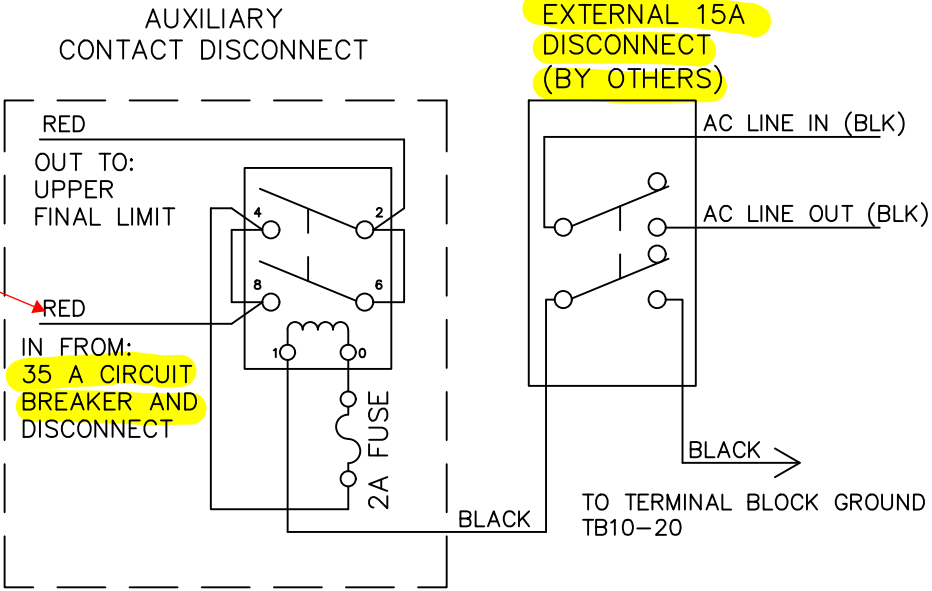 AUXILIARY
CONTACT DISCONNECT
EXTERNAL 15A
DISCONNECT
(BY OTHERS)
RED
OUT TO:
UPPER
FINAL LIMIT
4
2
8
6
1
0
RED
IN FROM:
35 A CIRCUIT
BREAKER AND
DISCONNECT
2A FUSE
BLACK
AC LINE IN (BLK)
AC LINE OUT (BLK)
BLACK
TO TERMINAL BLOCK GROUND
TB10-20